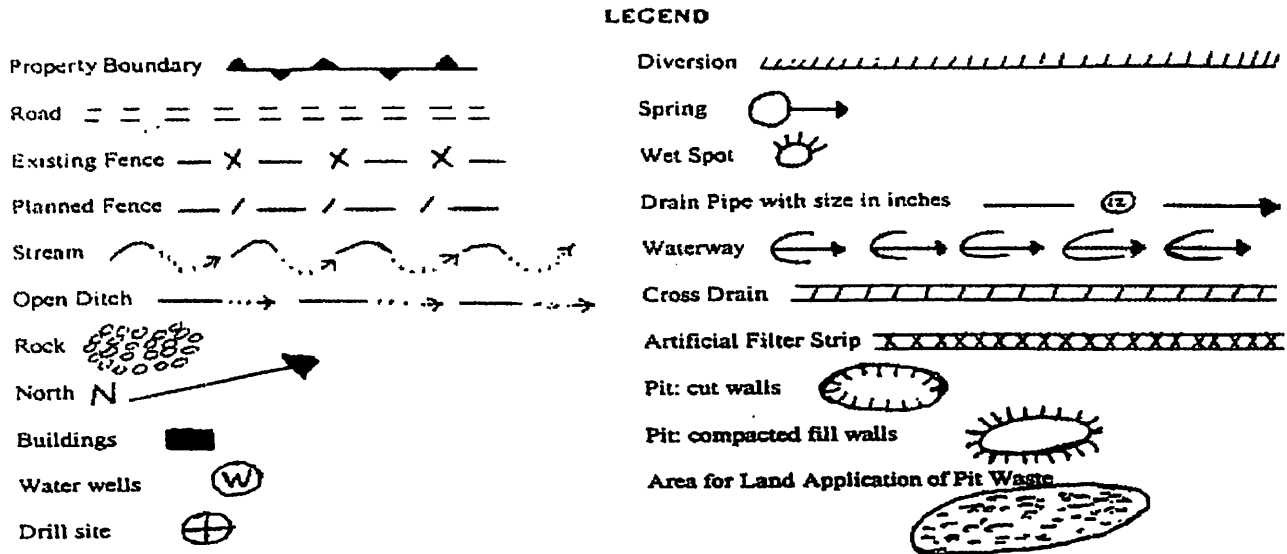 LEGEND
Property Boundary
Road
Existing Fence
Planned Fence
Stream
Open Ditch
Rock
North N
Buildings
Water wells W
Drill site
Diversion
Spring
Wet Spot
Drain Pipe with size in inches 12
Waterway
Cross Drain
Artificial Filter Strip
Pit: cut walls
Pit: compacted fill walls
Area for Land Application of Pit Waste